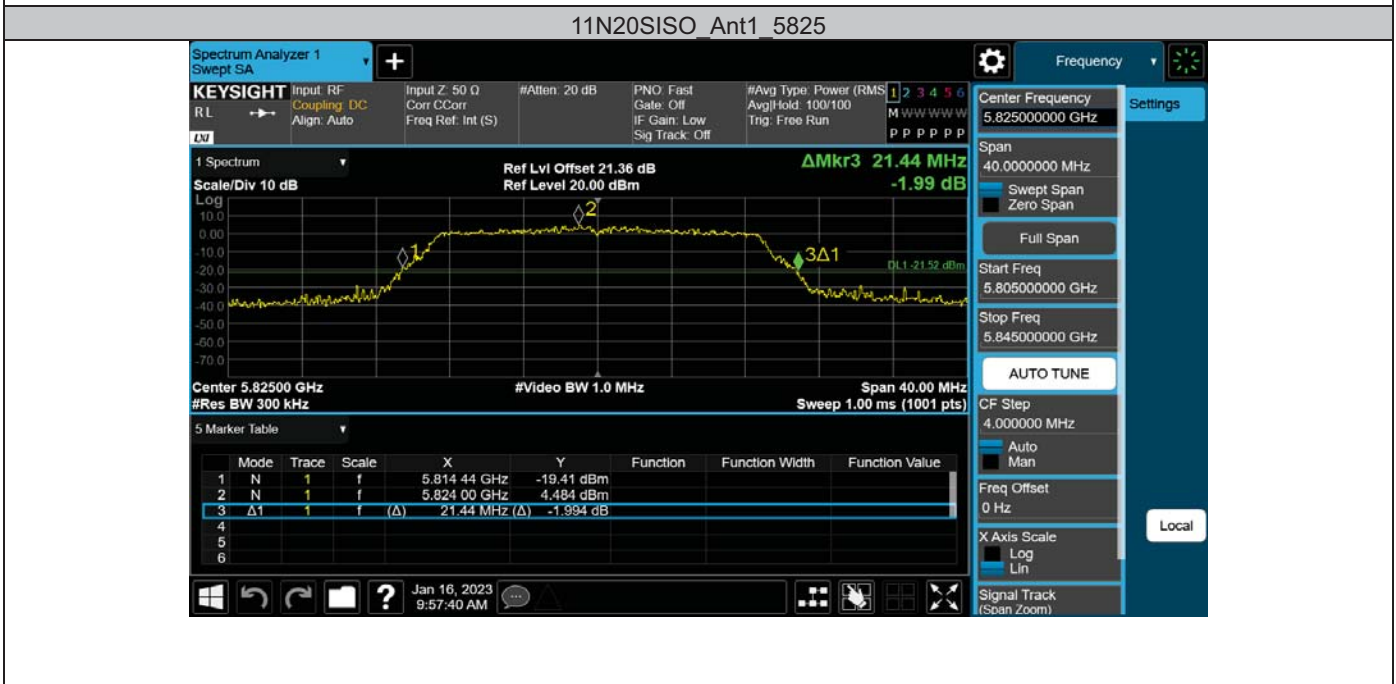 11N20SISO_Ant1_5825
Spectrum Analyzer 1
Swept SA
Frequency
KEYSIGHT
RL
LXI
Input: RF
Coupling: DC
Align: Auto
Input Z: 50 Ω
Corr CCorr
Freq Ref: Int (S)
#Atten: 20 dB
PNO: Fast
Gate: Off
IF Gain: Low
Sig Track: Off
#Avg Type: Power (RMS
Avg|Hold: 100/100
Trig: Free Run
1 2 3 4 5 6
M W W W W W
P P P P P P
Center Frequency
5.825000000 GHz
Settings
1 Spectrum
Scale/Div 10 dB
Ref Lvl Offset 21.36 dB
Ref Level 20.00 dBm
ΔMkr3 21.44 MHz
-1.99 dB
Span
40.0000000 MHz
Swept Span
Zero Span
Full Span
Log
10.0
0.00
-10.0
-20.0
-30.0
-40.0
-50.0
-60.0
-70.0
1
2
3Δ1
DL1 -21.52 dBm
Start Freq
5.805000000 GHz
Stop Freq
5.845000000 GHz
AUTO TUNE
Center 5.82500 GHz
#Res BW 300 kHz
#Video BW 1.0 MHz
Span 40.00 MHz
Sweep 1.00 ms (1001 pts)
CF Step
4.000000 MHz
Auto
Man
5 Marker Table
Mode Trace Scale X Y Function Function Width Function Value
1 N 1 f 5.814 44 GHz -19.41 dBm
2 N 1 f 5.824 00 GHz 4.484 dBm
3 Δ1 1 f (Δ) 21.44 MHz (Δ) -1.994 dB
4
5
6
Freq Offset
0 Hz
X Axis Scale
Log
Lin
Local
Signal Track
(Span Zoom)
?
Jan 16, 2023
9:57:40 AM